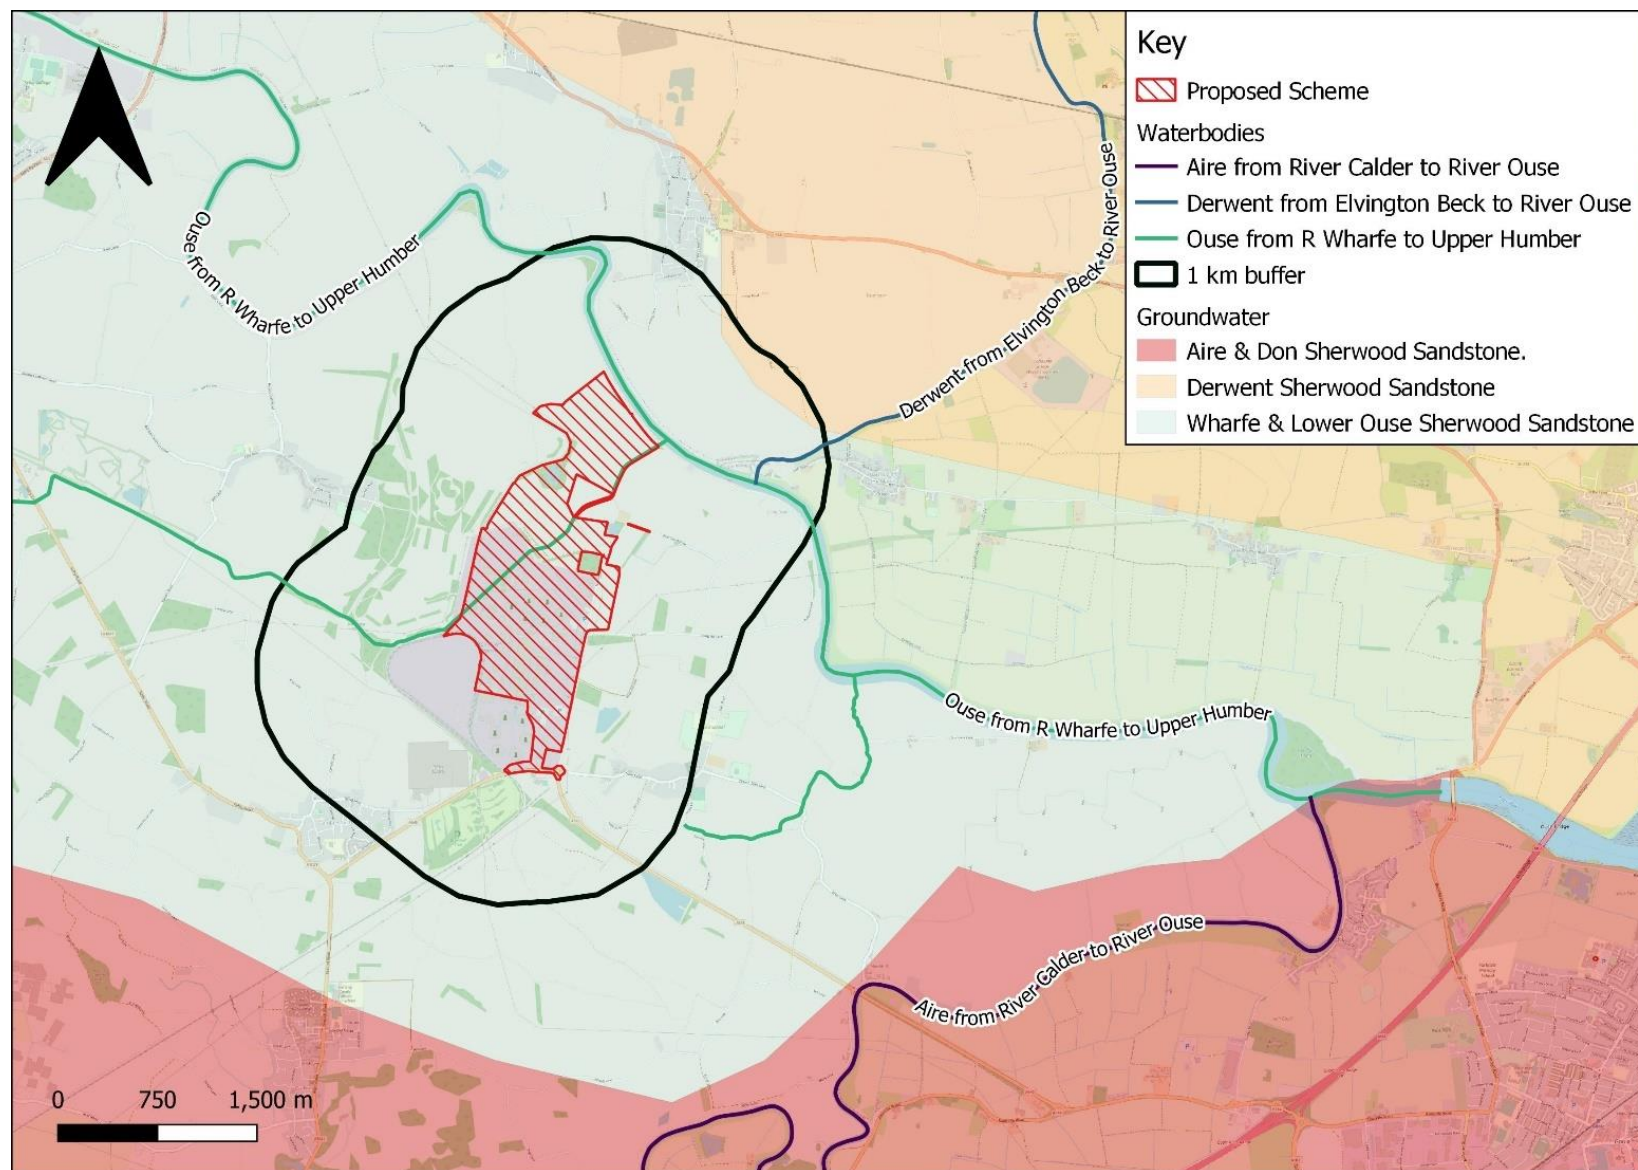 Key
Proposed Scheme
Waterbodies
Aire from River Calder to River Ouse
Derwent from Elvington Beck to River Ouse
Ouse from R Wharfe to Upper Humber
1 km buffer
Groundwater
Aire & Don Sherwood Sandstone.
Derwent Sherwood Sandstone
Wharfe & Lower Ouse Sherwood Sandstone
Ouse from R Wharfe to Upper Humber
Derwent from Elvington Beck to River Ouse
Ouse from R Wharfe to Upper Humber
Aire from River Calder to River Ouse
0 750 1,500 m